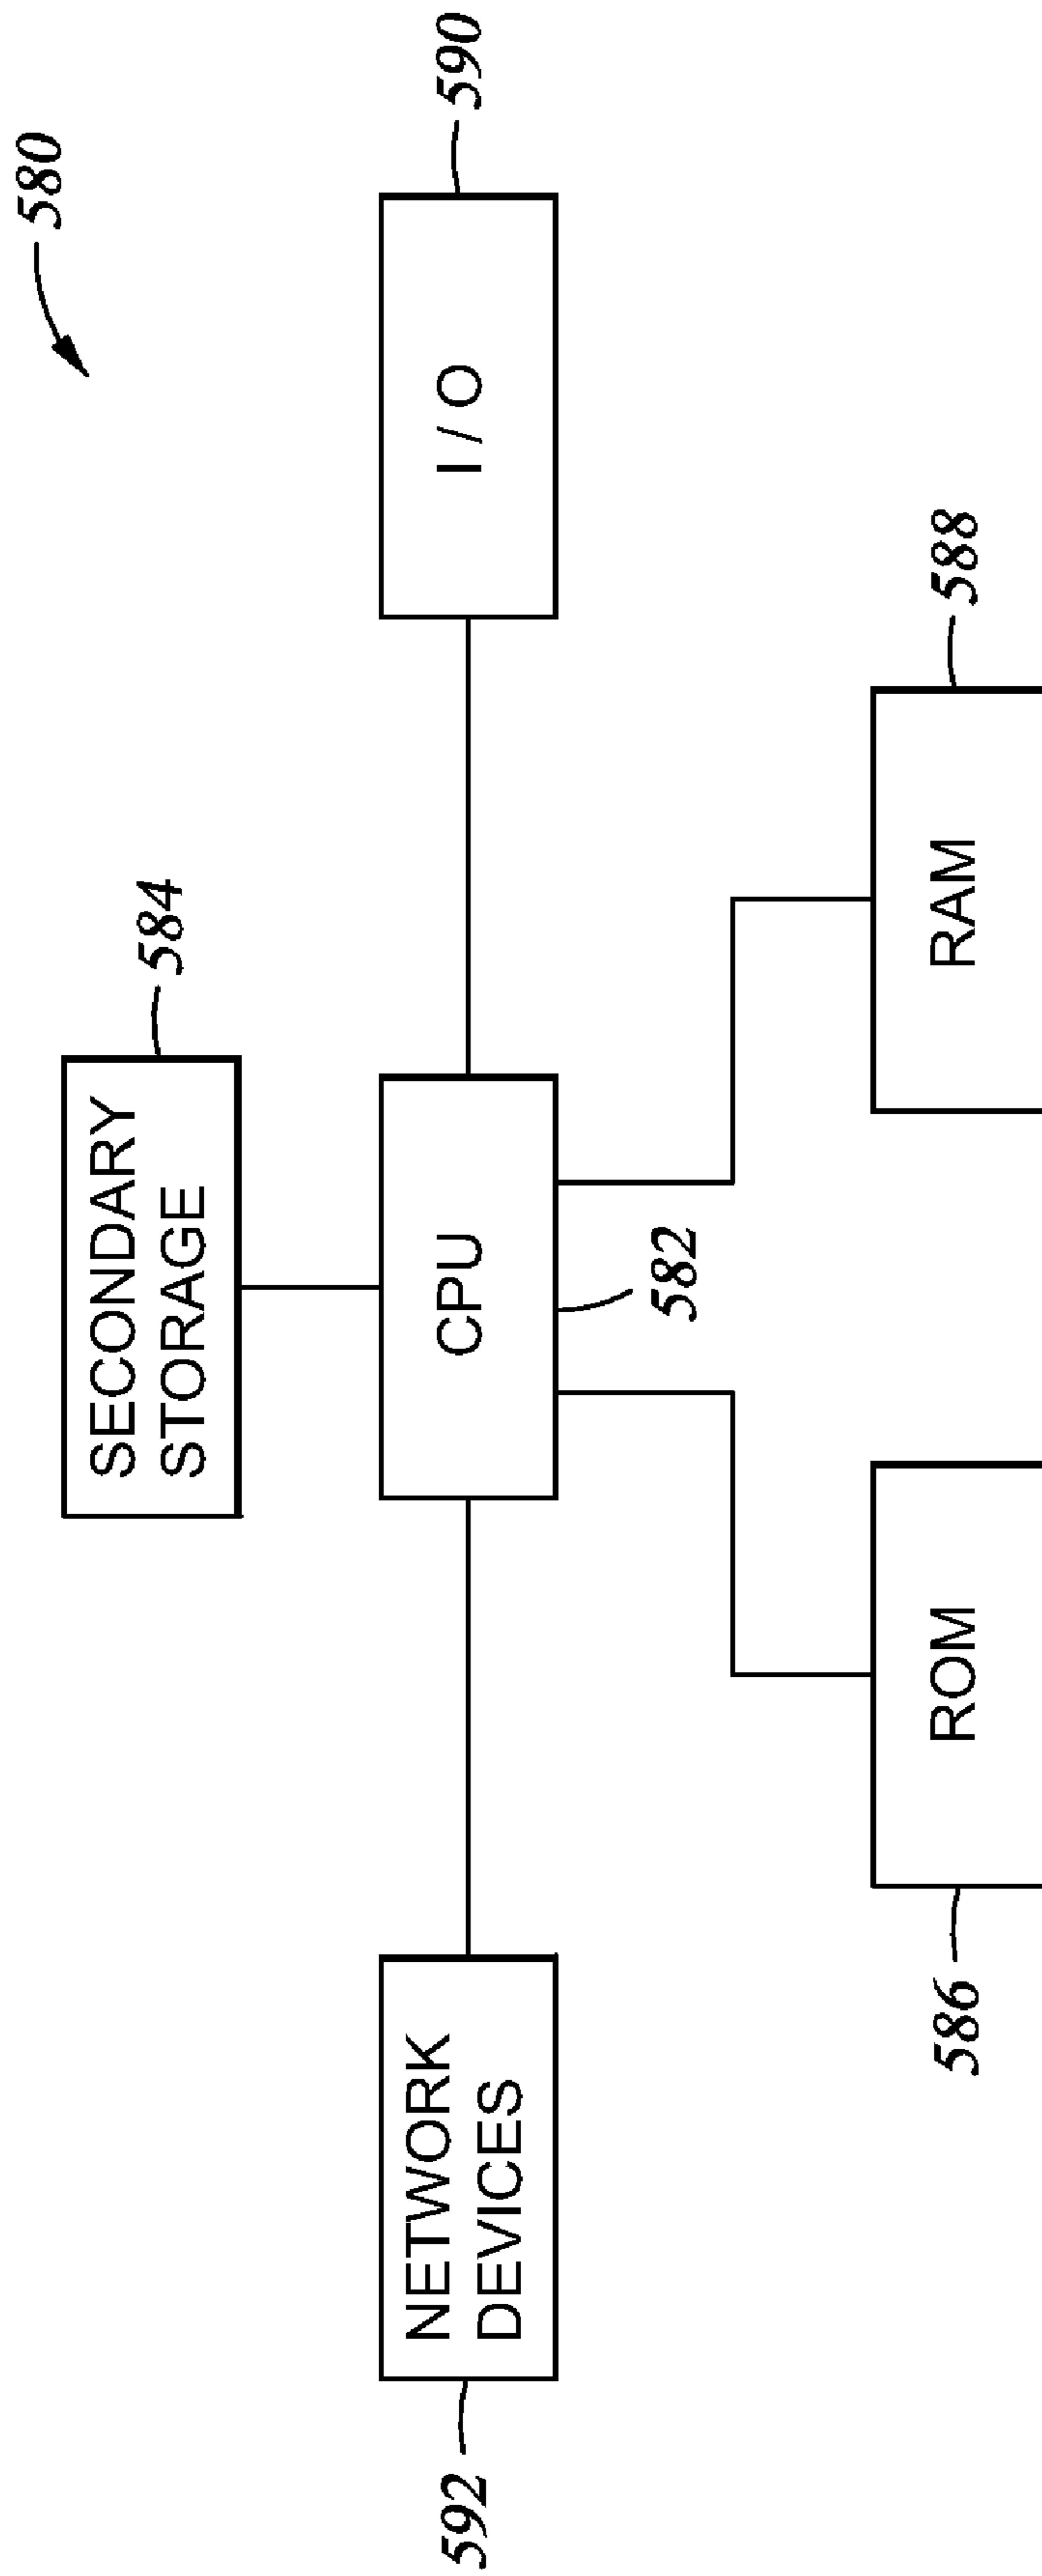 580
SECONDARY
STORAGE
584
592
NETWORK
DEVICES
CPU
582
I / O
590
586
ROM
RAM
588